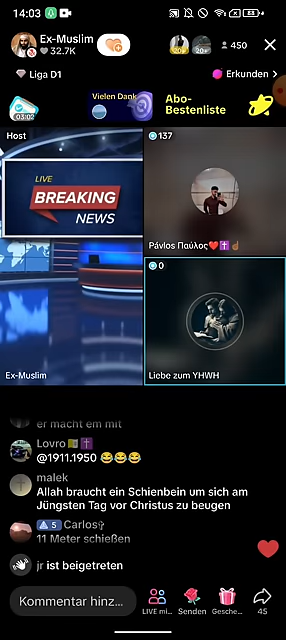 14:03
Ex-Muslim
32.7K
20+
450
Liga D1
Erkunden
03:02
Vielen Dank
Abo-
Bestenliste
Host
LIVE
BREAKING
NEWS
Ex-Muslim
137
Pávlos Παύλος❤️✝️☝️
0
Liebe zum YHWH
er macht em mit
Lovro
@1911.1950 😂😂😂
malek
Allah braucht ein Schienbein um sich am
Jüngsten Tag vor Christus zu beugen
5 Carlos✞
11 Meter schießen
jr ist beigetreten
Kommentar hinz...
LIVE mi...
Senden
Gesche...
45